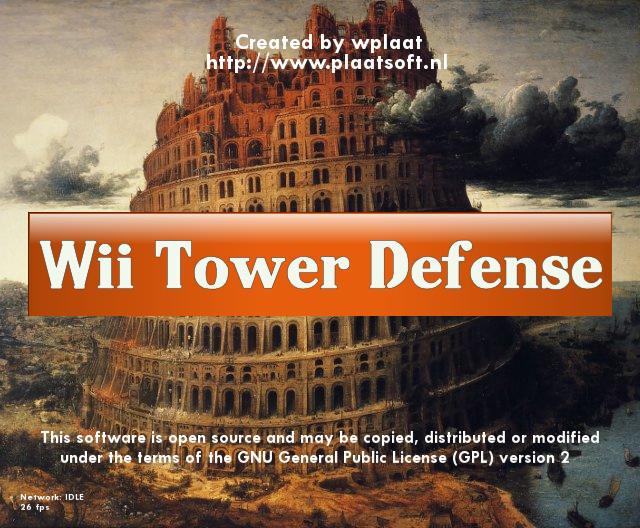 Created by wplaat
http://www.plaatsoft.nl
Wii Tower Defense
This software is open source and may be copied, distributed or modified
under the terms of the GNU General Public License (GPL) version 2
Network: IDLE
26 fps